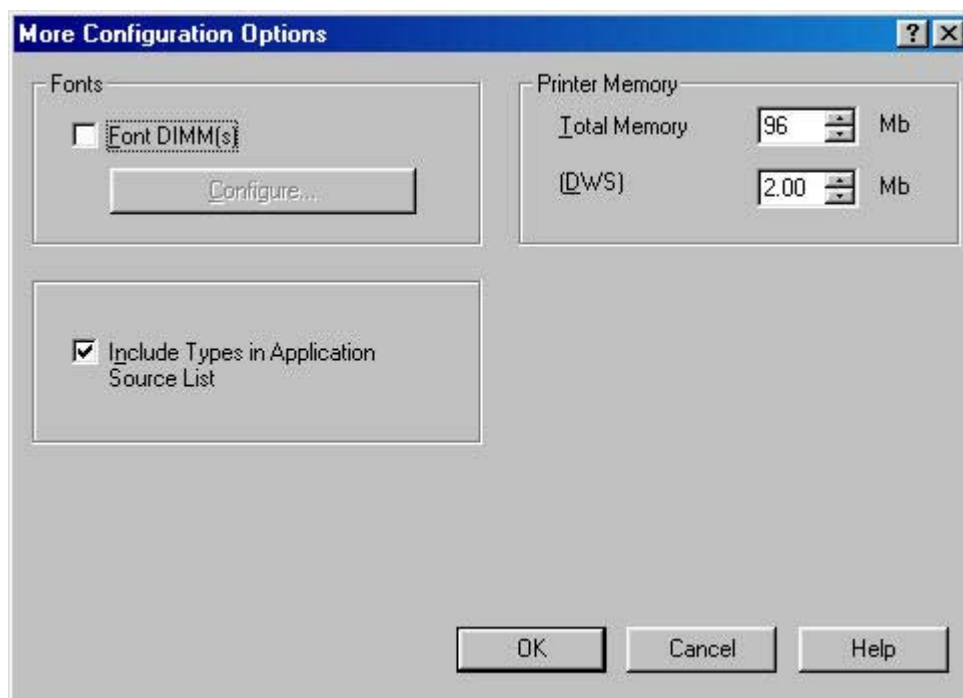 More Configuration Options
Fonts
Font DIMM(s)
Configure...
Printer Memory
Total Memory 96 Mb
(DWS) 2.00 Mb
Include Types in Application
Source List
OK Cancel Help